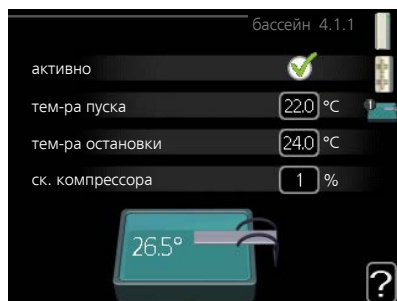 бассейн 4.1.1
активно
тем-ра пуска 22.0 °C
1
тем-ра остановки 24.0 °C
ск. компрессора 1 %
26.5°
?